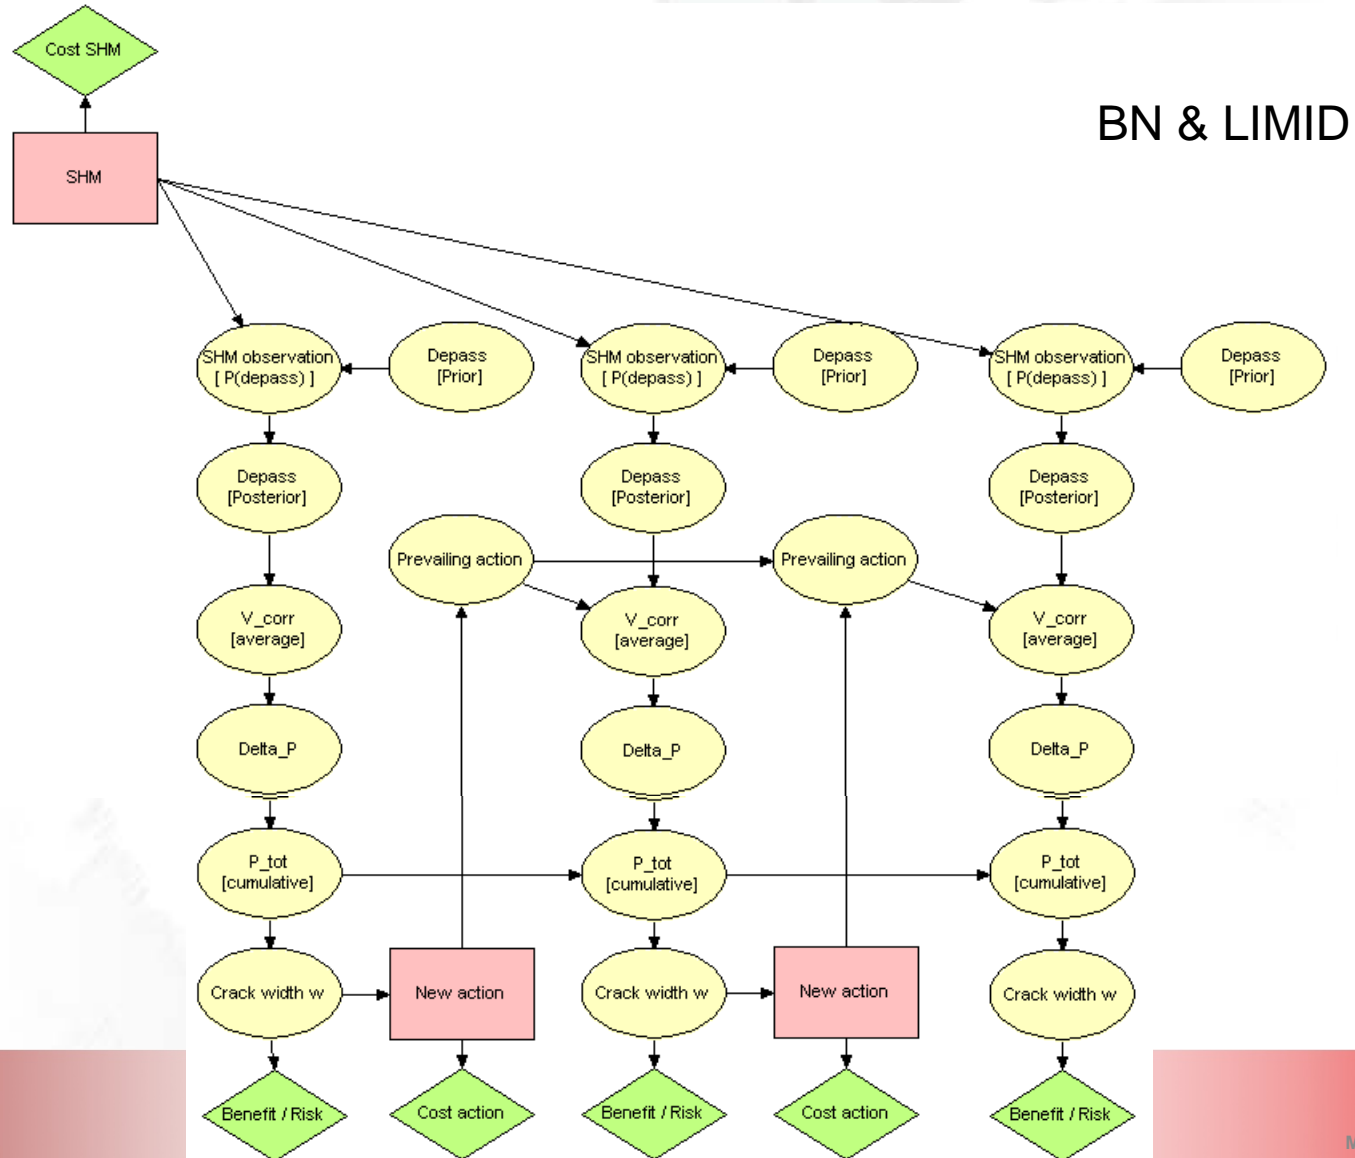 Cost SHM
BN & LIMID
SHM
SHM observation
[ P(depass) ]
Depass
[Prior]
SHM observation
[ P(depass) ]
Depass
[Prior]
SHM observation
[ P(depass) ]
Depass
[Prior]
Depass
[Posterior]
Depass
[Posterior]
Depass
[Posterior]
Prevailing action
Prevailing action
V_corr
[average]
V_corr
[average]
V_corr
[average]
Delta_P
Delta_P
Delta_P
P_tot
[cumulative]
P_tot
[cumulative]
P_tot
[cumulative]
Crack width w
New action
Crack width w
New action
Crack width w
Benefit / Risk
Cost action
Benefit / Risk
Cost action
Benefit / Risk
M